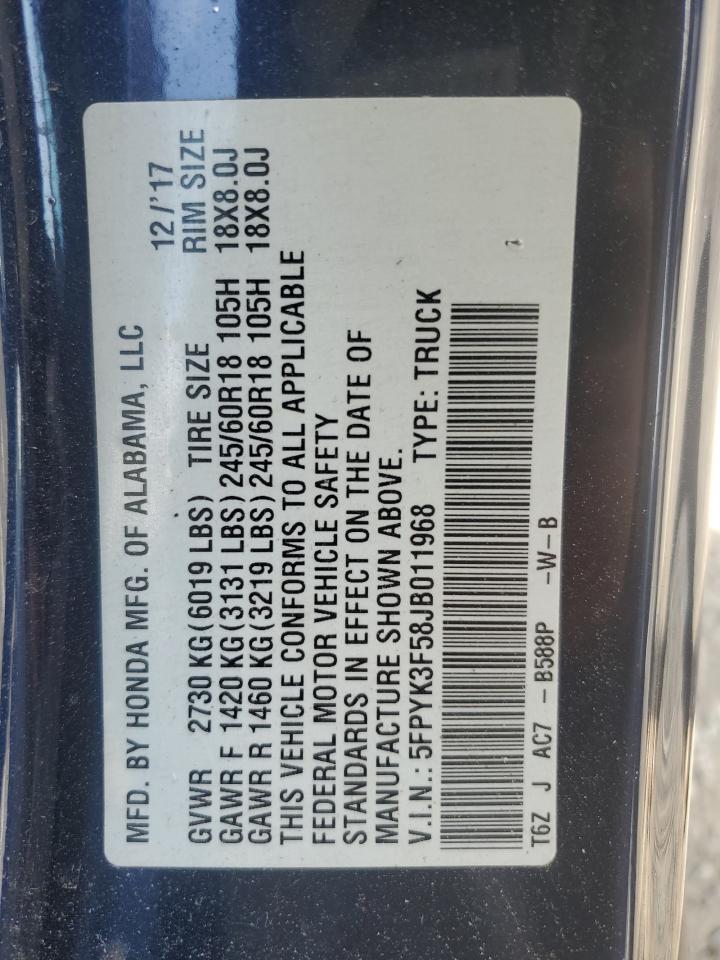 MFD. BY HONDA MFG. OF ALABAMA, LLC 12/'17
GVWR 2730 KG(6019 LBS) TIRE SIZE RIM SIZE
GAWR F 1420 KG(3131 LBS) 245/60R18 105H 18X8.0J
GAWR R 1460 KG(3219 LBS) 245/60R18 105H 18X8.0J
THIS VEHICLE CONFORMS TO ALL APPLICABLE
FEDERAL MOTOR VEHICLE SAFETY
STANDARDS IN EFFECT ON THE DATE OF
MANUFACTURE SHOWN ABOVE.
V.I.N.: 5FPYK3F58JB011968 TYPE: TRUCK
T6Z J AC7 -B588P -W-B